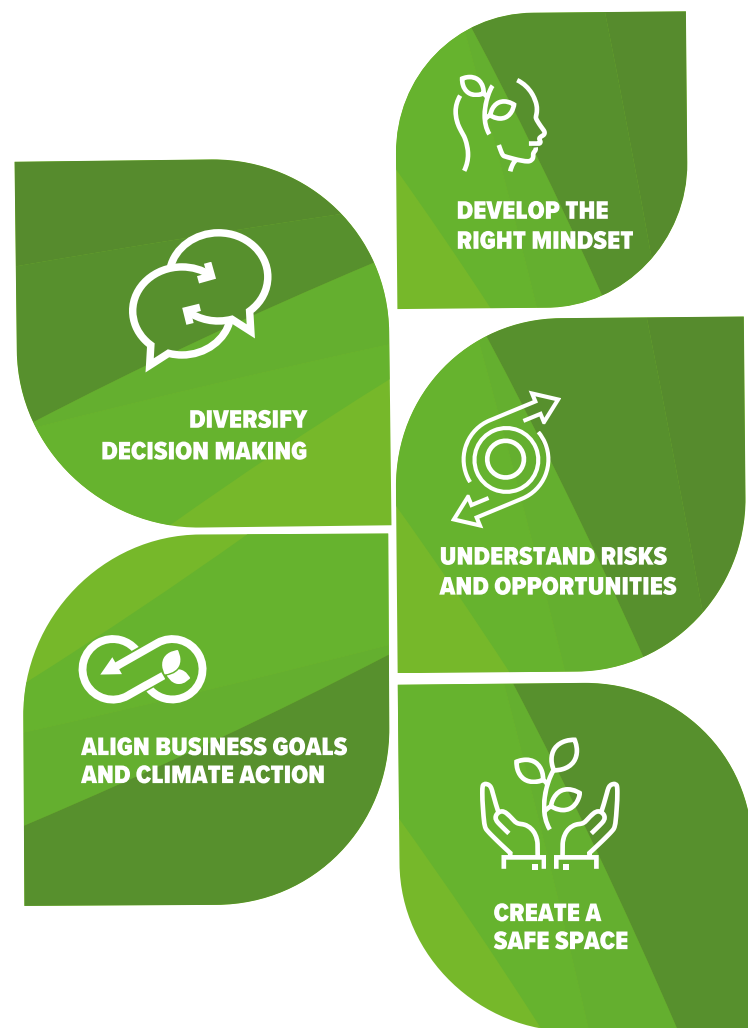 DEVELOP THE
RIGHT MINDSET
DIVERSIFY
DECISION MAKING
UNDERSTAND RISKS
AND OPPORTUNITIES
ALIGN BUSINESS GOALS
AND CLIMATE ACTION
CREATE A
SAFE SPACE